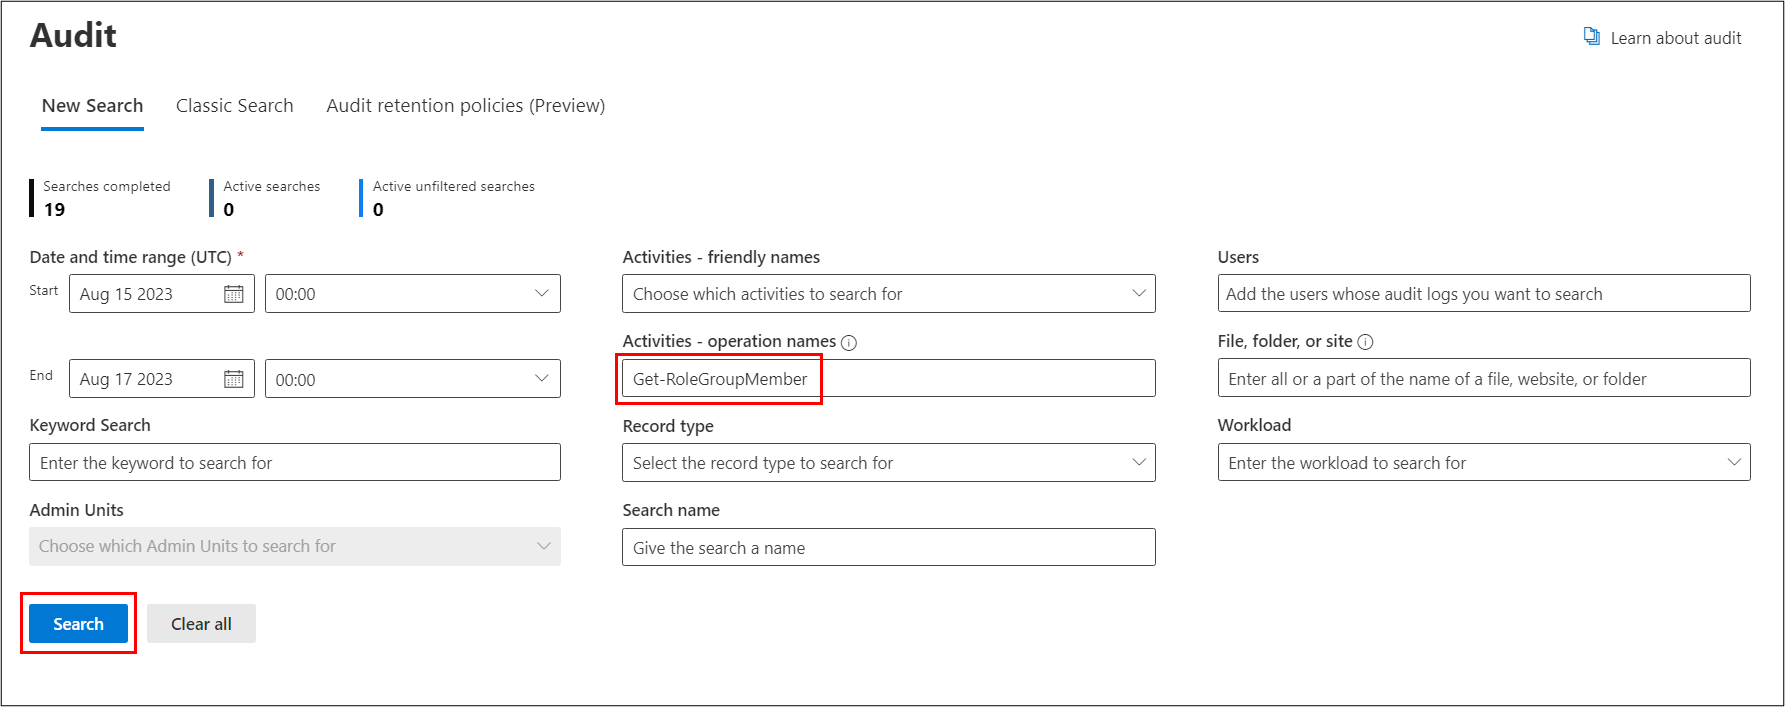 Audit
Learn about audit
New Search
Classic Search
Audit retention policies (Preview)
Searches completed
19
Active searches
0
Active unfiltered searches
0
Date and time range (UTC) *
Start
Aug 15 2023
00:00
End
Aug 17 2023
00:00
Keyword Search
Enter the keyword to search for
Admin Units
Choose which Admin Units to search for
Activities - friendly names
Choose which activities to search for
Activities - operation names
Get-RoleGroupMember
Record type
Select the record type to search for
Search name
Give the search a name
Users
Add the users whose audit logs you want to search
File, folder, or site
Enter all or a part of the name of a file, website, or folder
Workload
Enter the workload to search for
Search
Clear all